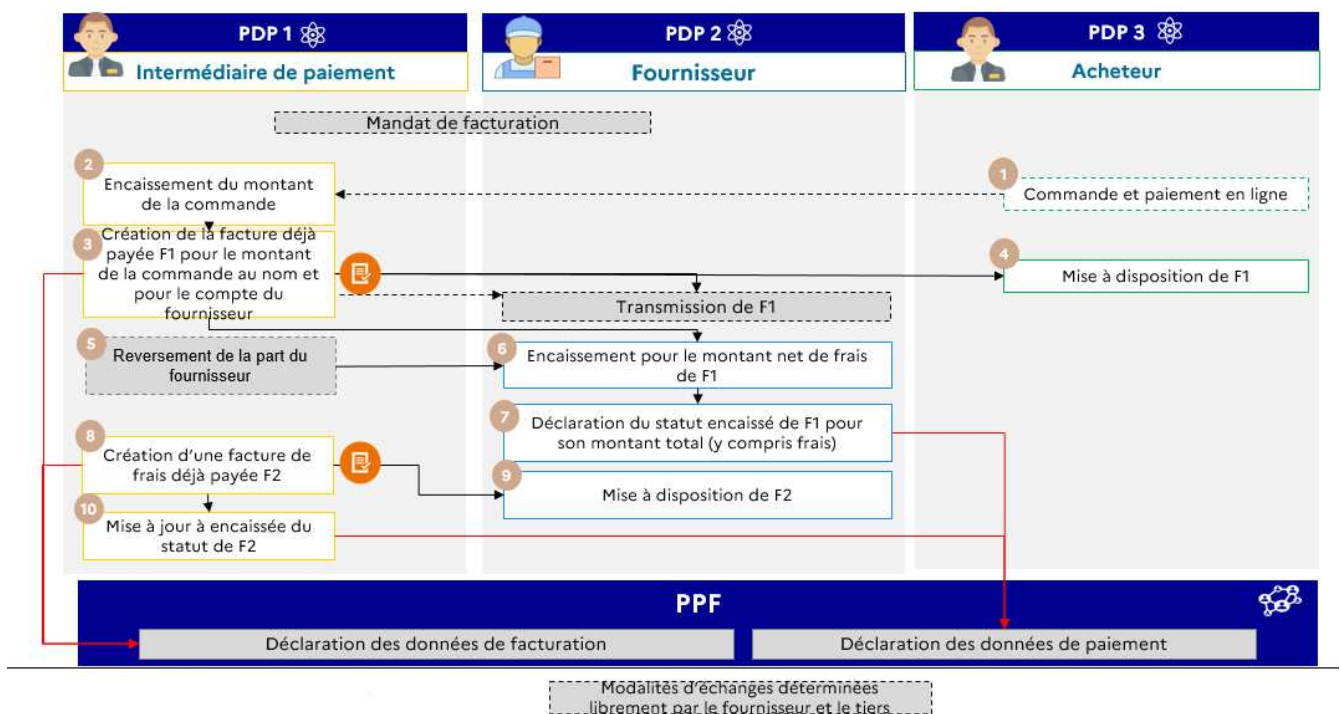 PDP 1
PDP 2
PDP 3
Intermédiaire de paiement
Fournisseur
Acheteur
Mandat de facturation
1
Commande et paiement en ligne
2
Encaissement du montant
de la commande
3
Création de la facture déjà
payée F1 pour le montant
de la commande au nom et
pour le compte du
fournisseur
4
Mise à disposition de F1
Transmission de F1
5
Reversement de la part du
fournisseur
6
Encaissement pour le montant net de frais
de F1
7
Déclaration du statut encaissé de F1 pour
son montant total (y compris frais)
8
Création d'une facture de
frais déjà payée F2
9
Mise à disposition de F2
10
Mise à jour à encaissée du
statut de F2
PPF
Déclaration des données de facturation
Déclaration des données de paiement
Modalités d'échanges déterminées
librement par le fournisseur et le tiers